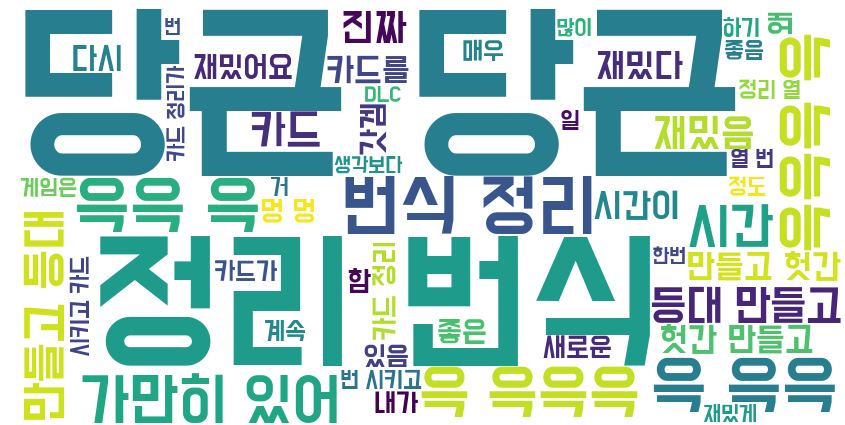 당근 당근
번
다시
재밌어요
카드 정리가
진짜
카드를
DLC
카드
갓겜
생각보다
매우
많이
하기
좋음
여
재밌다
정리 열
일
재밌음
열 번
정도
윽 윽윽윽
게임은
윽윽 윽
거
멍 멍
번식 정리
시간이
시간
만들고 등대
시키고 카드
정리 번식
카드가
계속
함
카드 정리
좋은
있음
새로운
한번
만들고 헛간
등대 만들고
헛간 만들고
가만히 있어
번 시키고
내가
윽 윽윽윽
윽 윽윽
재밌게